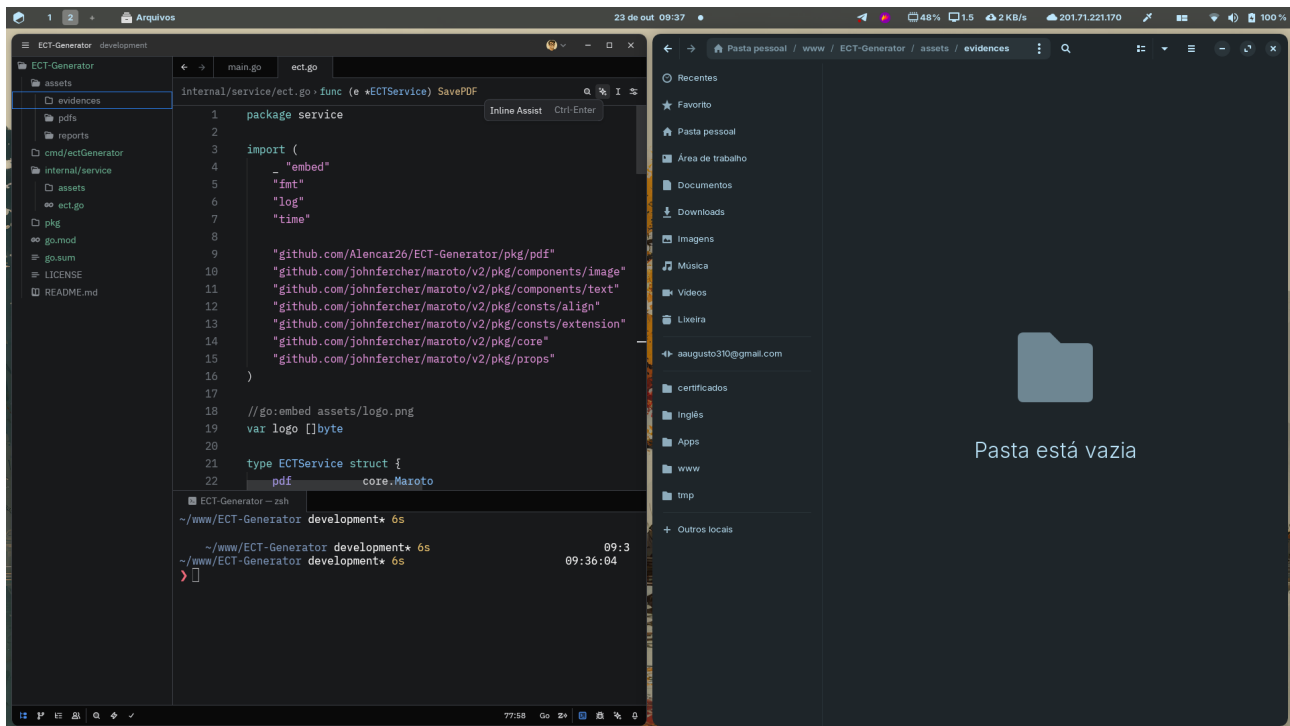 1 2 + Arquivos 23 de out 09:37 48% 1.5 2 KB/s 201.71.221.170 100 %
ECT-Generator development
ECT-Generator
assets
evidences
pdfs
reports
cmd/ectGenerator
internal/service
assets
ect.go
pkg
go.mod
go.sum
LICENSE
README.md
main.go ect.go
internal/service/ect.go › func (e *ECTService) SavePDF
Inline Assist Ctrl-Enter
1 package service
2
3 import (
4 _ "embed"
5 "fmt"
6 "log"
7 "time"
8
9 "github.com/Alencar26/ECT-Generator/pkg/pdf"
10 "github.com/johnfercher/maroto/v2/pkg/components/image"
11 "github.com/johnfercher/maroto/v2/pkg/components/text"
12 "github.com/johnfercher/maroto/v2/pkg/consts/align"
13 "github.com/johnfercher/maroto/v2/pkg/consts/extension"
14 "github.com/johnfercher/maroto/v2/pkg/core"
15 "github.com/johnfercher/maroto/v2/pkg/props"
16 )
17
18 //go:embed assets/logo.png
19 var logo []byte
20
21 type ECTService struct {
22 pdf core.Maroto
ECT-Generator — zsh
~/www/ECT-Generator development* 6s
~/www/ECT-Generator development* 6s 09:3
~/www/ECT-Generator development* 6s 09:36:04
❯
77:58 Go
Pasta pessoal / www / ECT-Generator / assets / evidences
Recentes
Favorito
Pasta pessoal
Área de trabalho
Documentos
Downloads
Imagens
Música
Vídeos
Lixeira
aaugusto310@gmail.com
certificados
Inglês
Apps
www
tmp
+ Outros locais
Pasta está vazia